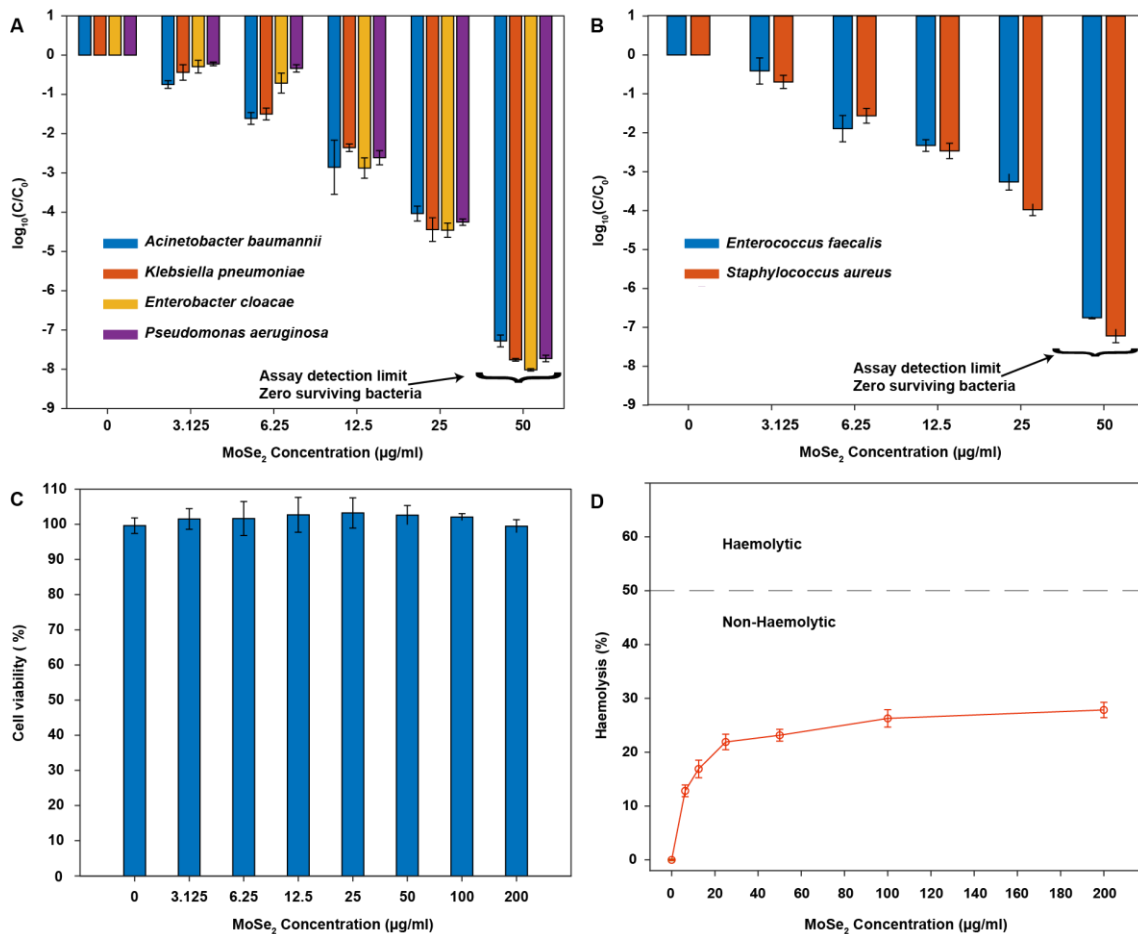 A
log₁₀(C/C₀)
1
0
-1
-2
-3
-4
-5
-6
-7
-8
-9
Acinetobacter baumannii
Klebsiella pneumoniae
Enterobacter cloacae
Pseudomonas aeruginosa
Assay detection limit
Zero surviving bacteria
0 3.125 6.25 12.5 25 50
MoSe₂ Concentration (µg/ml)
B
log₁₀(C/C₀)
1
0
-1
-2
-3
-4
-5
-6
-7
-8
-9
Enterococcus faecalis
Staphylococcus aureus
Assay detection limit
Zero surviving bacteria
0 3.125 6.25 12.5 25 50
MoSe₂ Concentration (µg/ml)
C
Cell viability ( %)
110
100
90
80
70
60
50
40
30
20
10
0
0 3.125 6.25 12.5 25 50 100 200
MoSe₂ Concentration (µg/ml)
D
Haemolysis (%)
60
50
40
30
20
10
0
Haemolytic
Non-Haemolytic
0 20 40 60 80 100 120 140 160 180 200
MoSe₂ Concentration (µg/ml)